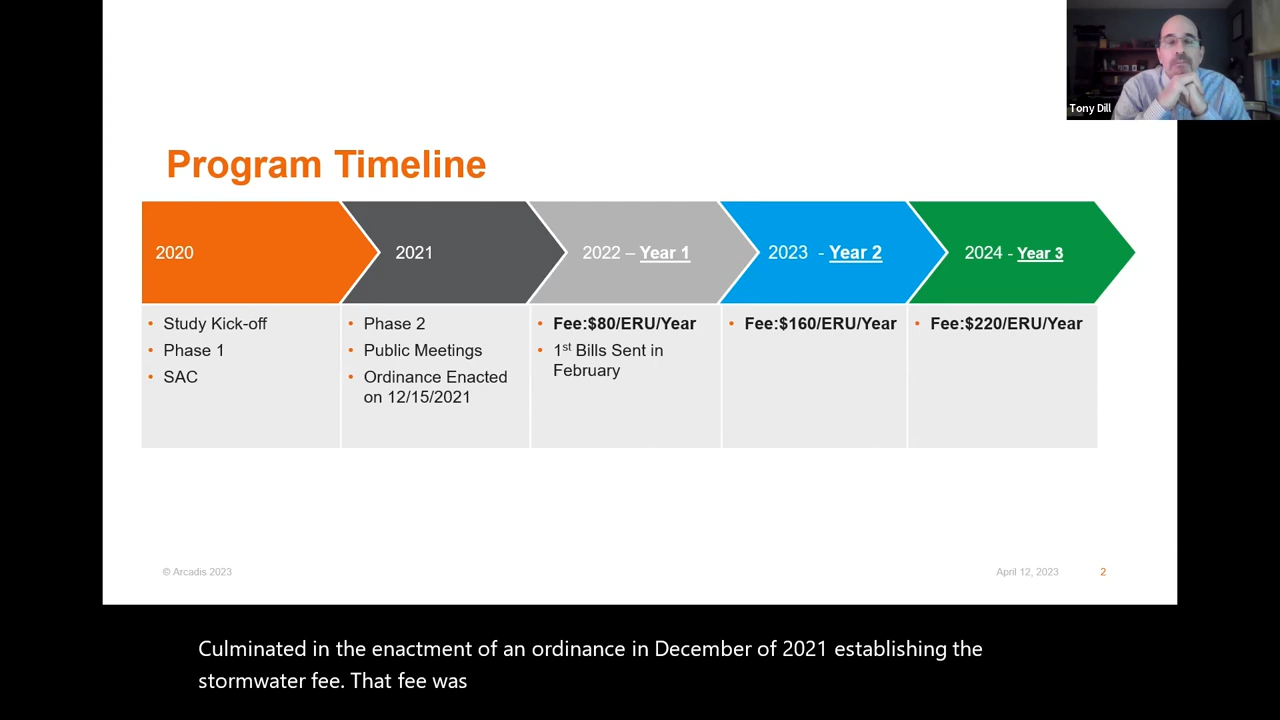 Tony Dill
Program Timeline
2020
2021
2022 – Year 1
2023 - Year 2
2024 - Year 3
• Study Kick-off
• Phase 1
• SAC
• Phase 2
• Public Meetings
• Ordinance Enacted
on 12/15/2021
• Fee:$80/ERU/Year
• 1st Bills Sent in
February
• Fee:$160/ERU/Year
• Fee:$220/ERU/Year
© Arcadis 2023
April 12, 2023
2
Culminated in the enactment of an ordinance in December of 2021 establishing the
stormwater fee. That fee was